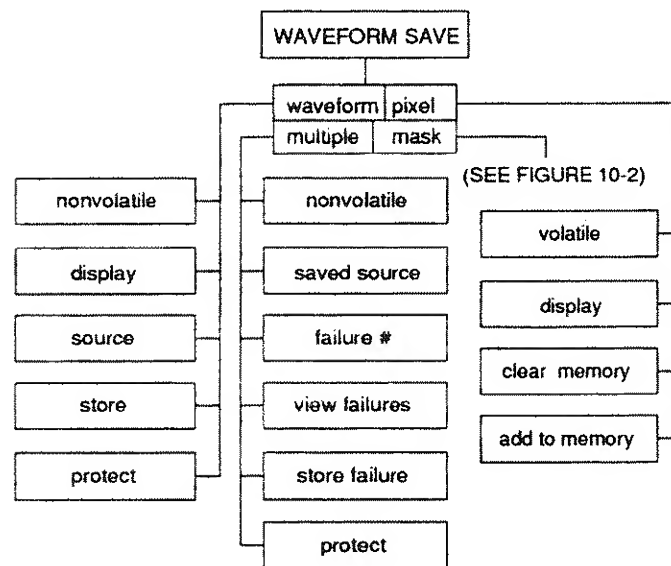 WAVEFORM SAVE
waveform pixel
multiple mask
(SEE FIGURE 10-2)
nonvolatile
display
source
store
protect
nonvolatile
saved source
failure #
view failures
store failure
protect
volatile
display
clear memory
add to memory